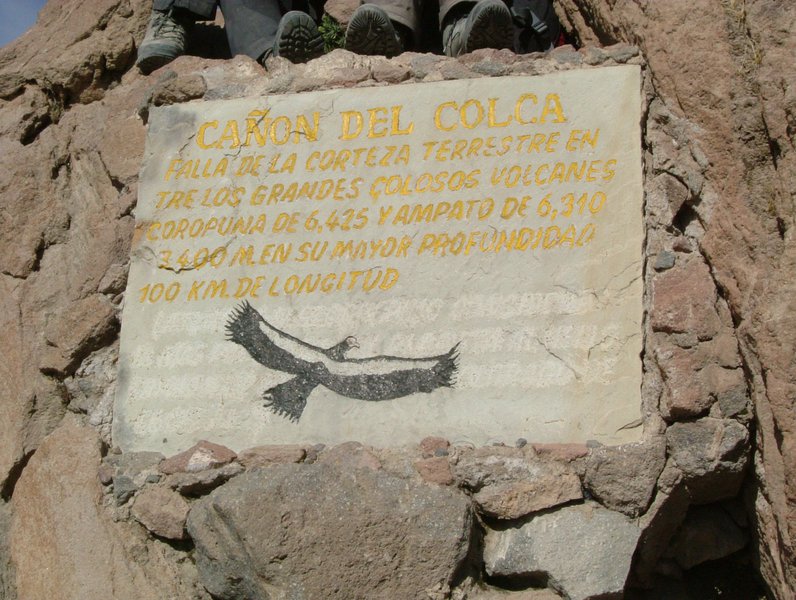 CAÑON DEL COLCA
FALLA DE LA CORTEZA TERRESTRE EN
TRE LOS GRANDES ÇOLOSOS VOLCANES
COROPUNA DE 6,425 Y AMPATO DE 6,310
3,400 M. EN SU MAYOR PROFUNDIDAD
100 KM. DE LONGITUD